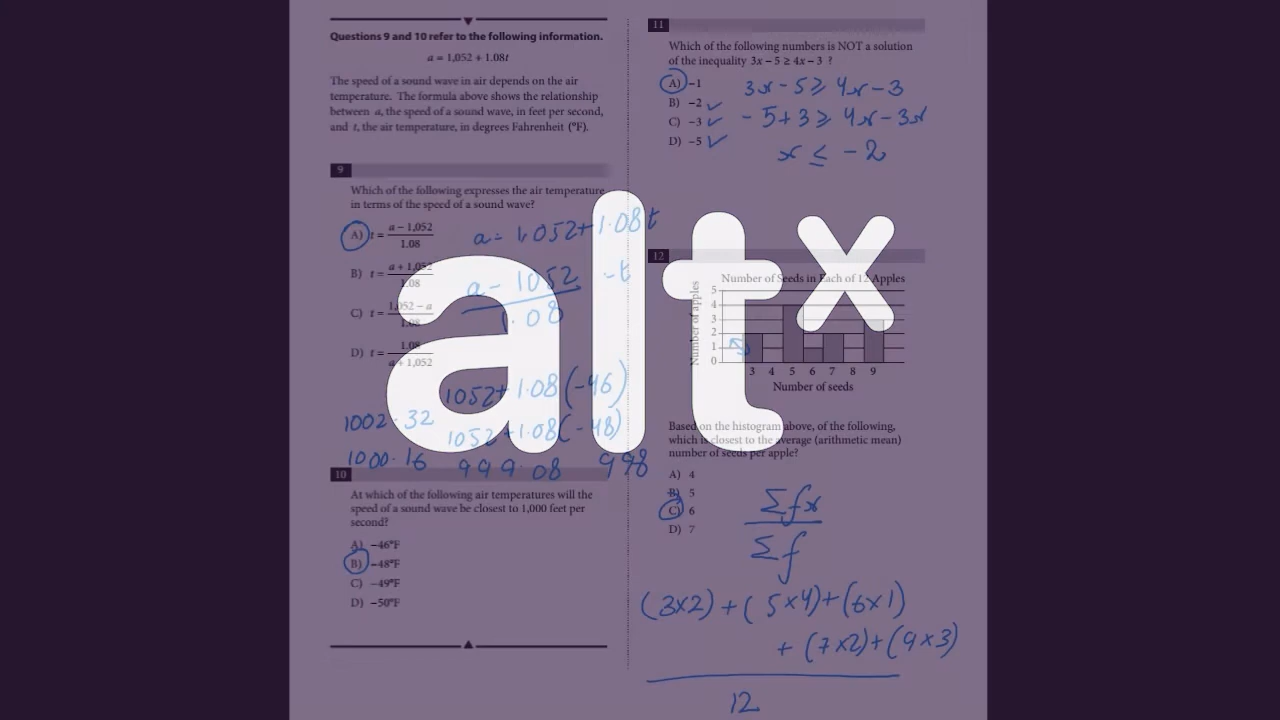 Questions 9 and 10 refer to the following information.
a = 1,052 + 1.08t
The speed of a sound wave in air depends on the air
temperature. The formula above shows the relationship
between a, the speed of a sound wave, in feet per second,
and t, the air temperature, in degrees Fahrenheit (°F).
9
Which of the following expresses the air temperature
in terms of the speed of a sound wave?
A) t = a − 1,052 / 1.08
B) t = a + 1,052 / 1.08
C) t = 1,052 − a / 1.08
D) t = 1.08 / a + 1,052
a = 1,052 + 1.08 t
a − 1052 / 1.08 = t
1052 + 1.08 (−46)
1002.32
1052 + 1.08 (−48)
1000.16 999.08 998
10
At which of the following air temperatures will the
speed of a sound wave be closest to 1,000 feet per
second?
A) −46°F
B) −48°F
C) −49°F
D) −50°F
11
Which of the following numbers is NOT a solution
of the inequality 3x − 5 ≥ 4x − 3 ?
A) −1
B) −2
C) −3
D) −5
3x − 5 ≥ 4x − 3
− 5 + 3 ≥ 4x − 3x
x ≤ − 2
12
Number of Seeds in Each of 12 Apples
Number of apples
5
4
3
2
1
0
3 4 5 6 7 8 9
Number of seeds
Based on the histogram above, of the following,
which is closest to the average (arithmetic mean)
number of seeds per apple?
A) 4
B) 5
C) 6
D) 7
Σfx
Σf
(3×2) + (5×4) + (6×1)
+ (7×2) + (9×3)
12
altx